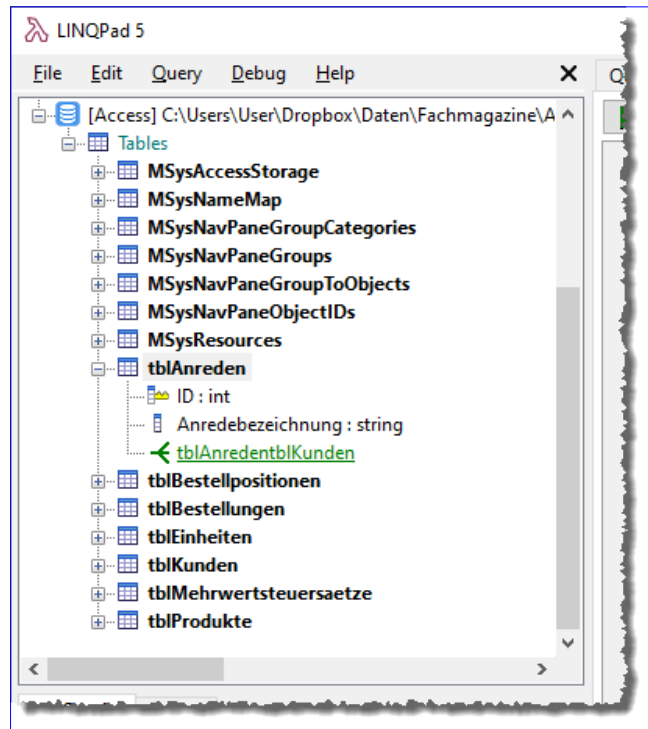 LINQPad 5
File Edit Query Debug Help
[Access] C:\Users\User\Dropbox\Daten\Fachmagazine\A
Tables
MSysAccessStorage
MSysNameMap
MSysNavPaneGroupCategories
MSysNavPaneGroups
MSysNavPaneGroupToObjects
MSysNavPaneObjectIDs
MSysResources
tblAnreden
ID : int
Anredebezeichnung : string
tblAnredentblKunden
tblBestellpositionen
tblBestellungen
tblEinheiten
tblKunden
tblMehrwertsteuersaetze
tblProdukte